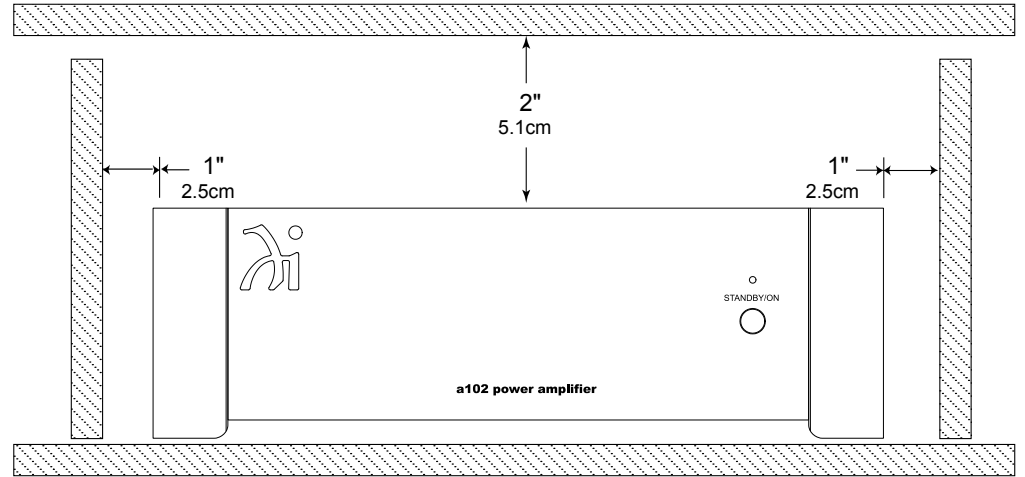 2"
5.1cm
1"
2.5cm
1"
2.5cm
STANDBY/ON
a102 power amplifier